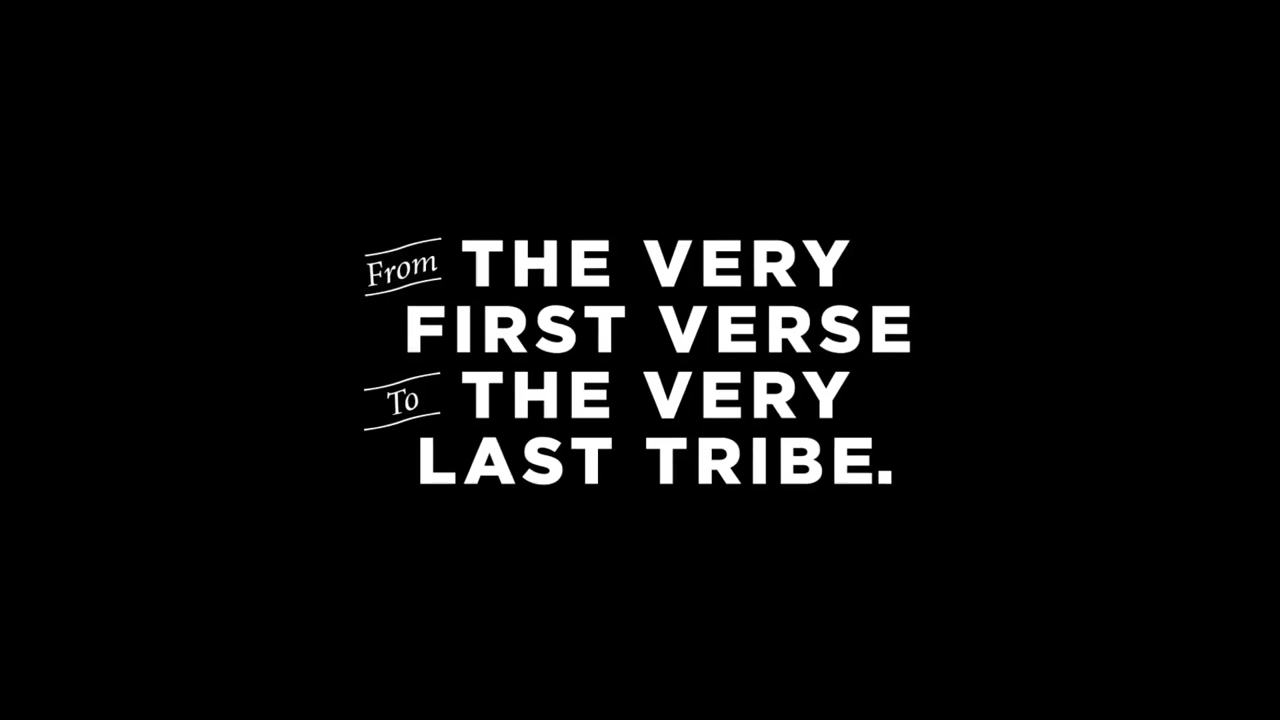 From THE VERY
FIRST VERSE
To THE VERY
LAST TRIBE.